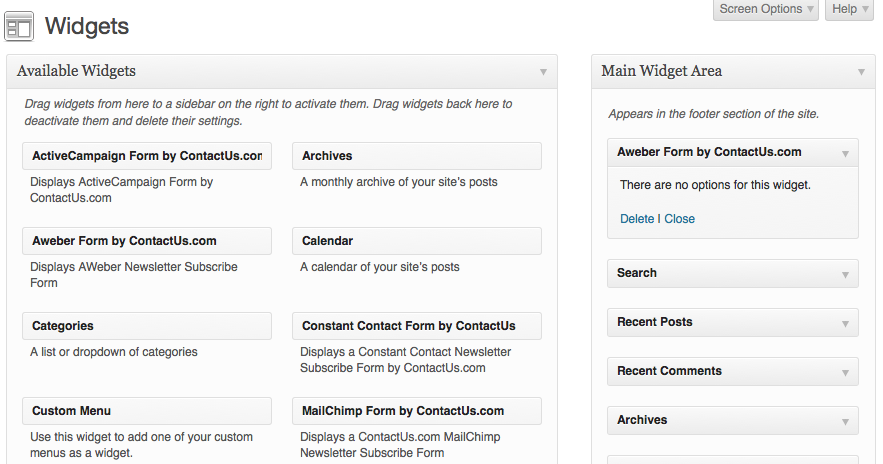 Screen Options
Help
Widgets
Available Widgets
Drag widgets from here to a sidebar on the right to activate them. Drag widgets back here to
deactivate them and delete their settings.
ActiveCampaign Form by ContactUs.com
Displays ActiveCampaign Form by
ContactUs.com
Archives
A monthly archive of your site's posts
Aweber Form by ContactUs.com
Displays AWeber Newsletter Subscribe
Form
Calendar
A calendar of your site's posts
Categories
A list or dropdown of categories
Constant Contact Form by ContactUs
Displays a Constant Contact Newsletter
Subscribe Form by ContactUs.com
Custom Menu
Use this widget to add one of your custom
menus as a widget.
MailChimp Form by ContactUs.com
Displays a ContactUs.com MailChimp
Newsletter Subscribe Form
Main Widget Area
Appears in the footer section of the site.
Aweber Form by ContactUs.com
There are no options for this widget.
Delete | Close
Search
Recent Posts
Recent Comments
Archives